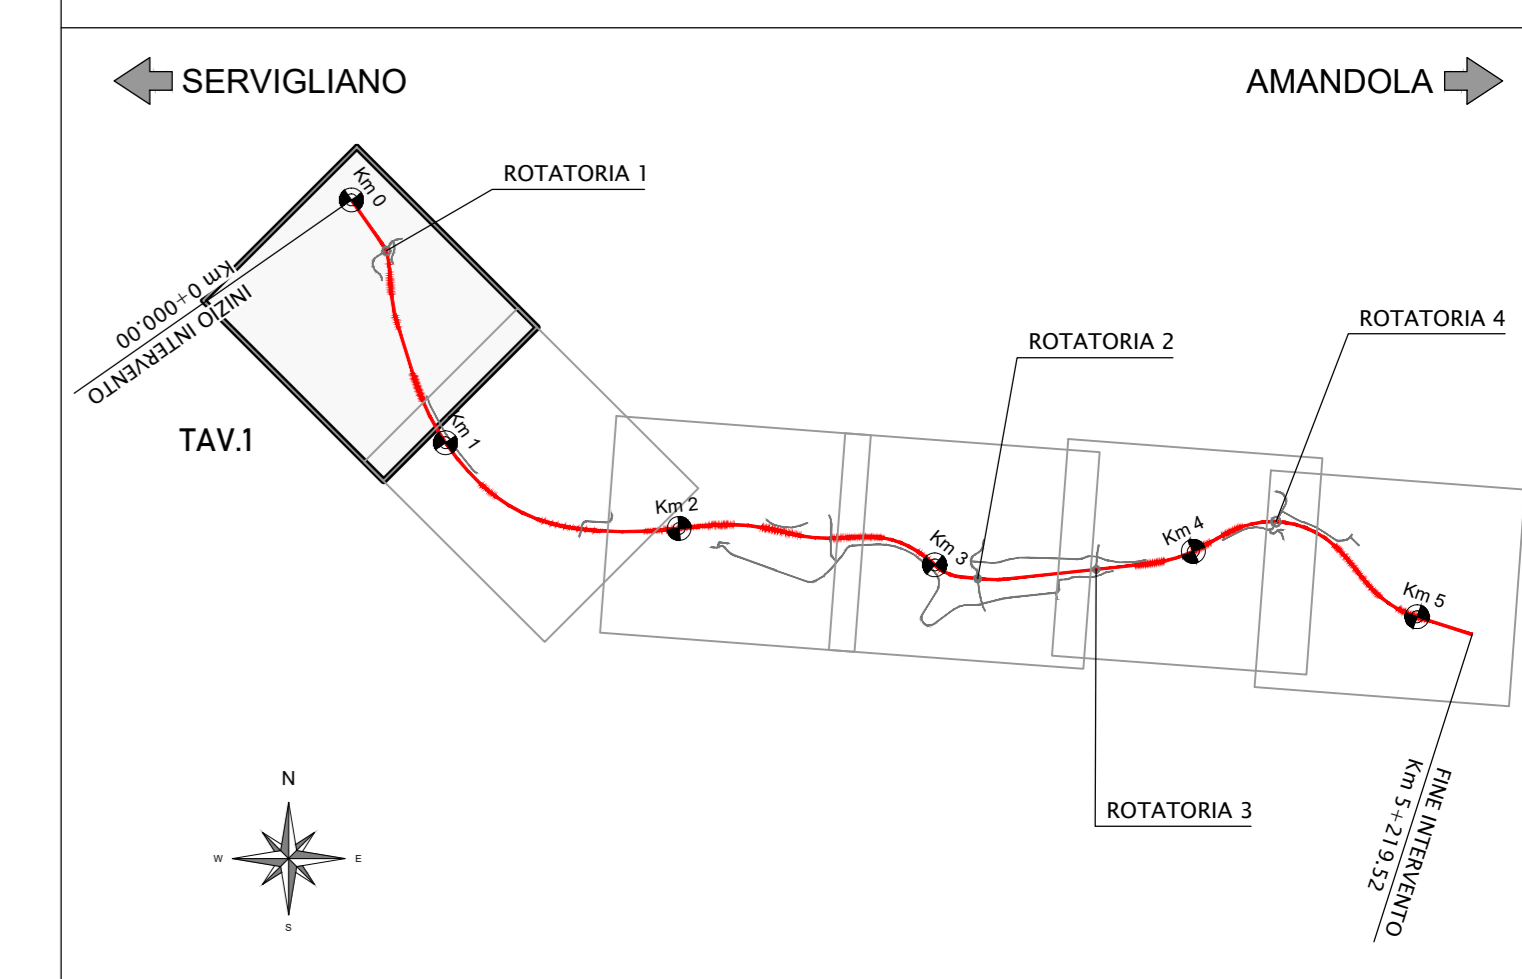 SERVIGLIANO
AMANDOLA
ROTATORIA 1
Km 0
Km 0+000.00
INIZIO INTERVENTO
ROTATORIA 4
ROTATORIA 2
TAV.1
Km 1
Km 2
Km 3
Km 4
Km 5
ROTATORIA 3
FINE INTERVENTO
Km 5+219.52
N
W
E
S